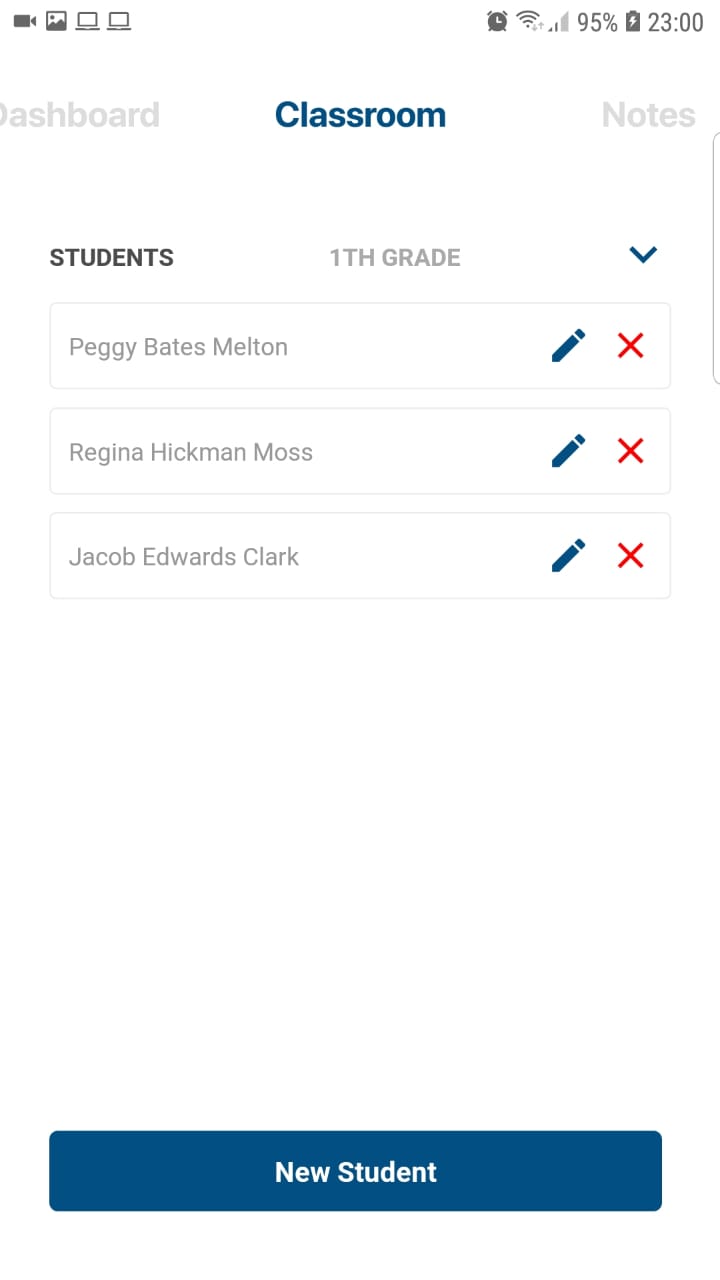 95% 23:00
Dashboard Classroom Notes
STUDENTS 1TH GRADE
Peggy Bates Melton
Regina Hickman Moss
Jacob Edwards Clark
New Student